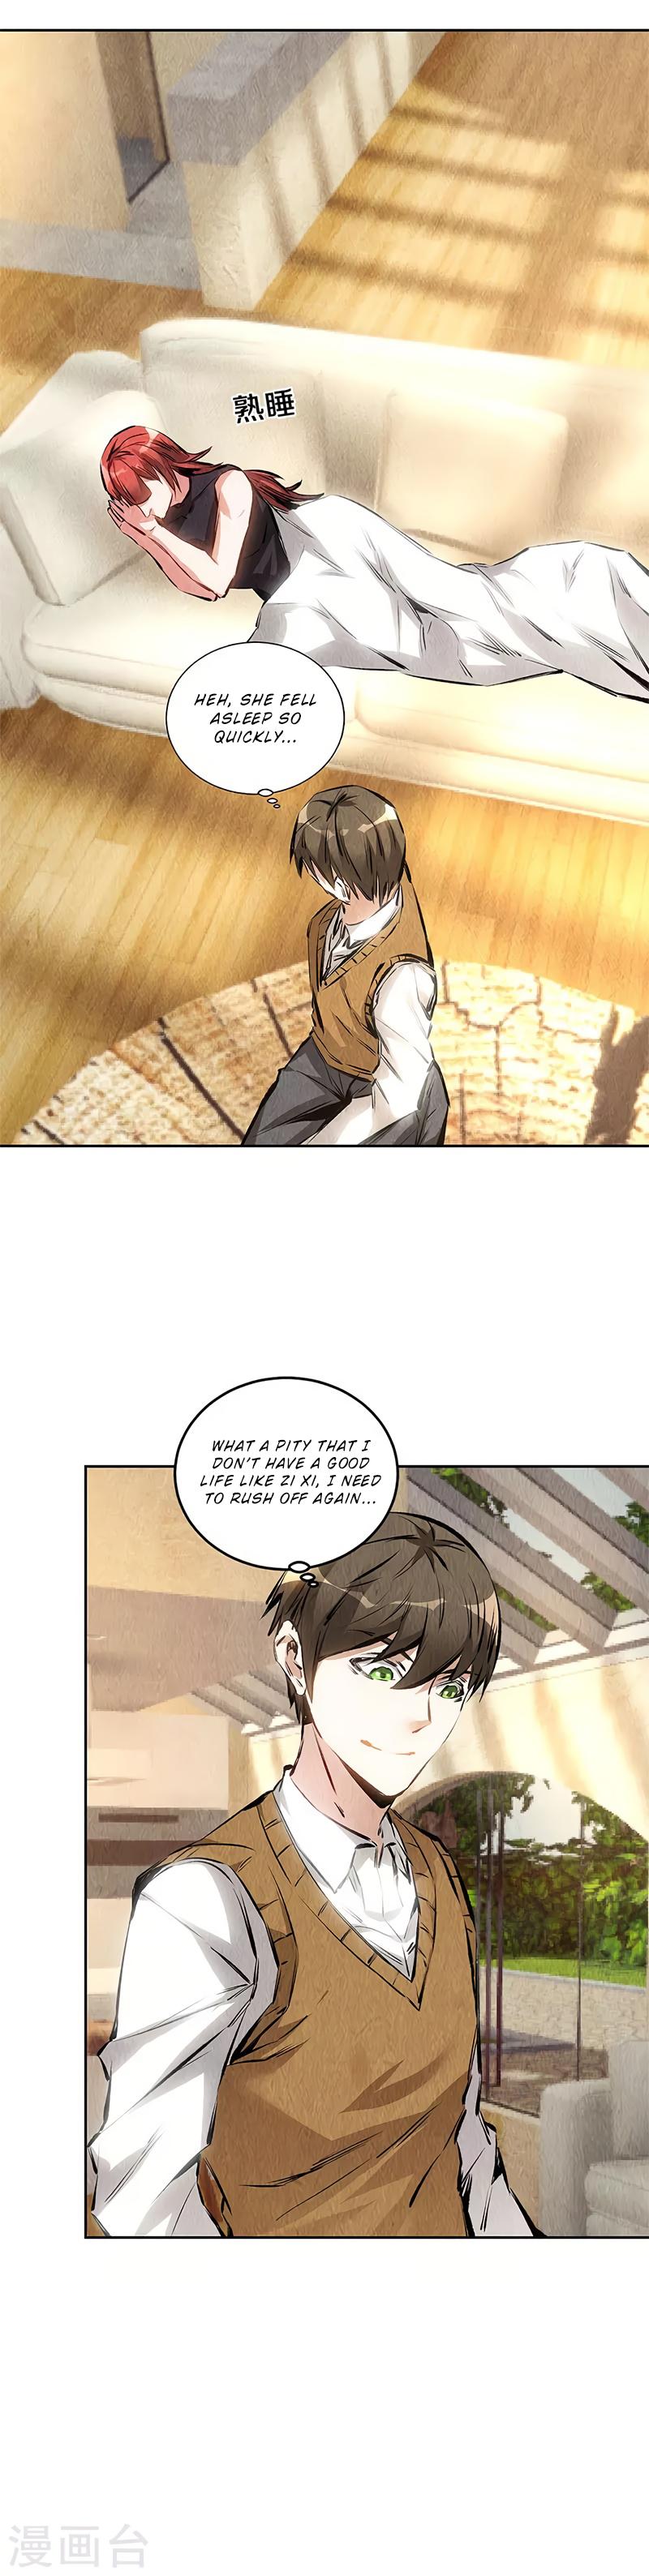 熟睡
HEH, SHE FELL
ASLEEP SO
QUICKLY...
WHAT A PITY THAT I
DON'T HAVE A GOOD
LIFE LIKE ZI XI, I NEED
TO RUSH OFF AGAIN...
漫画台